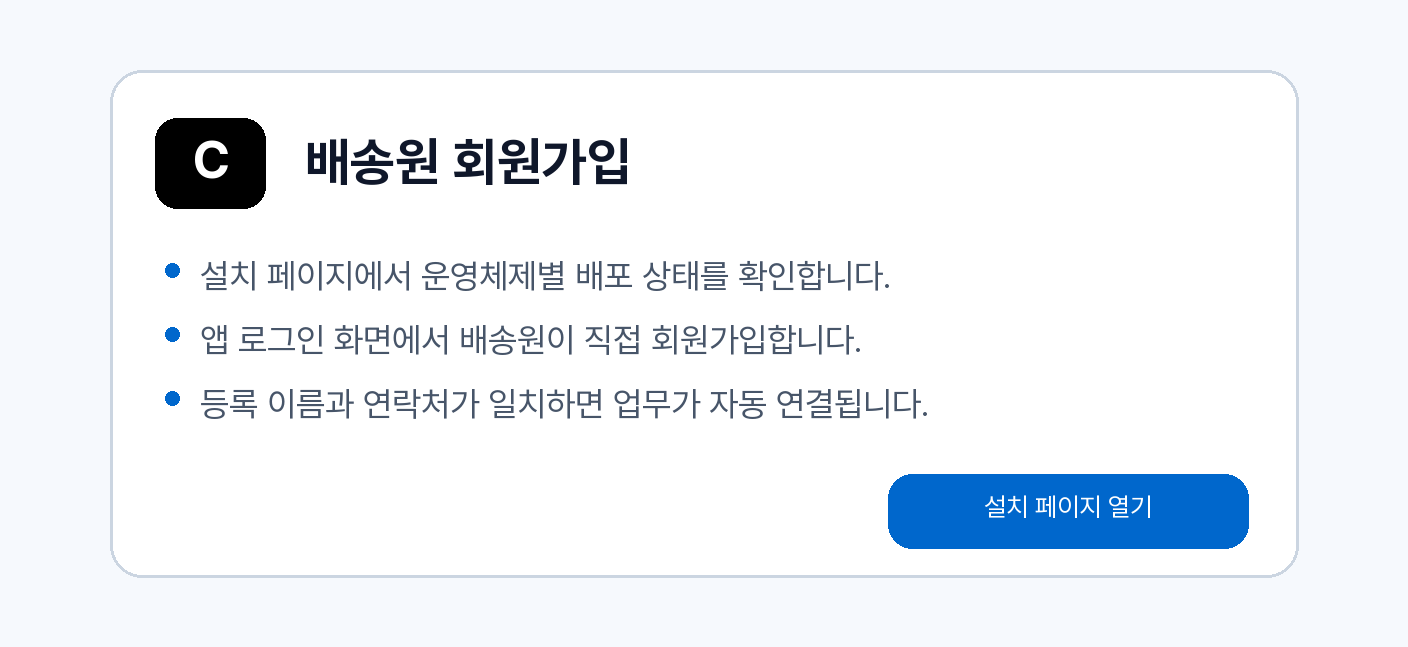 C
배송원 회원가입
설치 페이지에서 운영체제별 배포 상태를 확인합니다.
앱 로그인 화면에서 배송원이 직접 회원가입합니다.
등록 이름과 연락처가 일치하면 업무가 자동 연결됩니다.
설치 페이지 열기